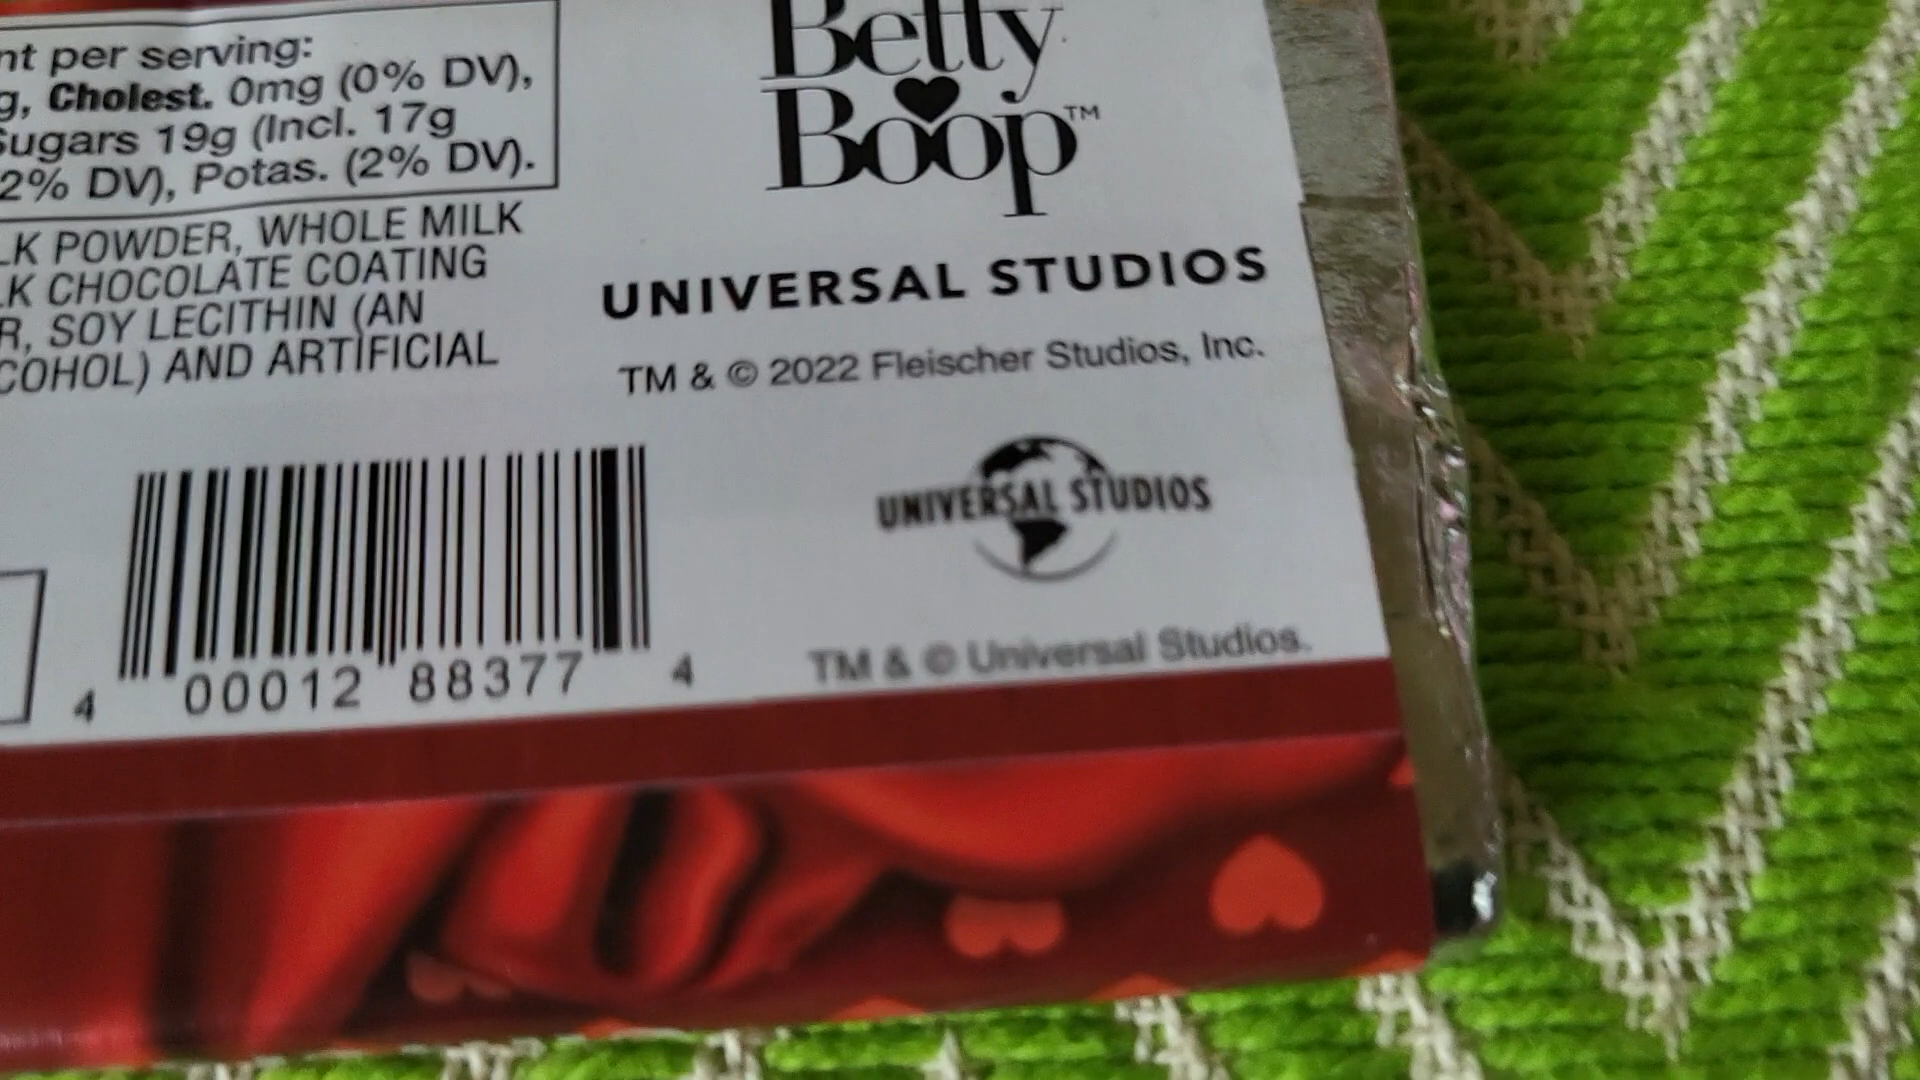 nt per serving:
g, Cholest. 0mg (0% DV),
Sugars 19g (Incl. 17g
2% DV), Potas. (2% DV).
LK POWDER, WHOLE MILK
LK CHOCOLATE COATING
R, SOY LECITHIN (AN
COHOL) AND ARTIFICIAL
4 00012 88377 4
Betty
Boop™
UNIVERSAL STUDIOS
TM & © 2022 Fleischer Studios, Inc.
UNIVERSAL STUDIOS
TM & © Universal Studios.